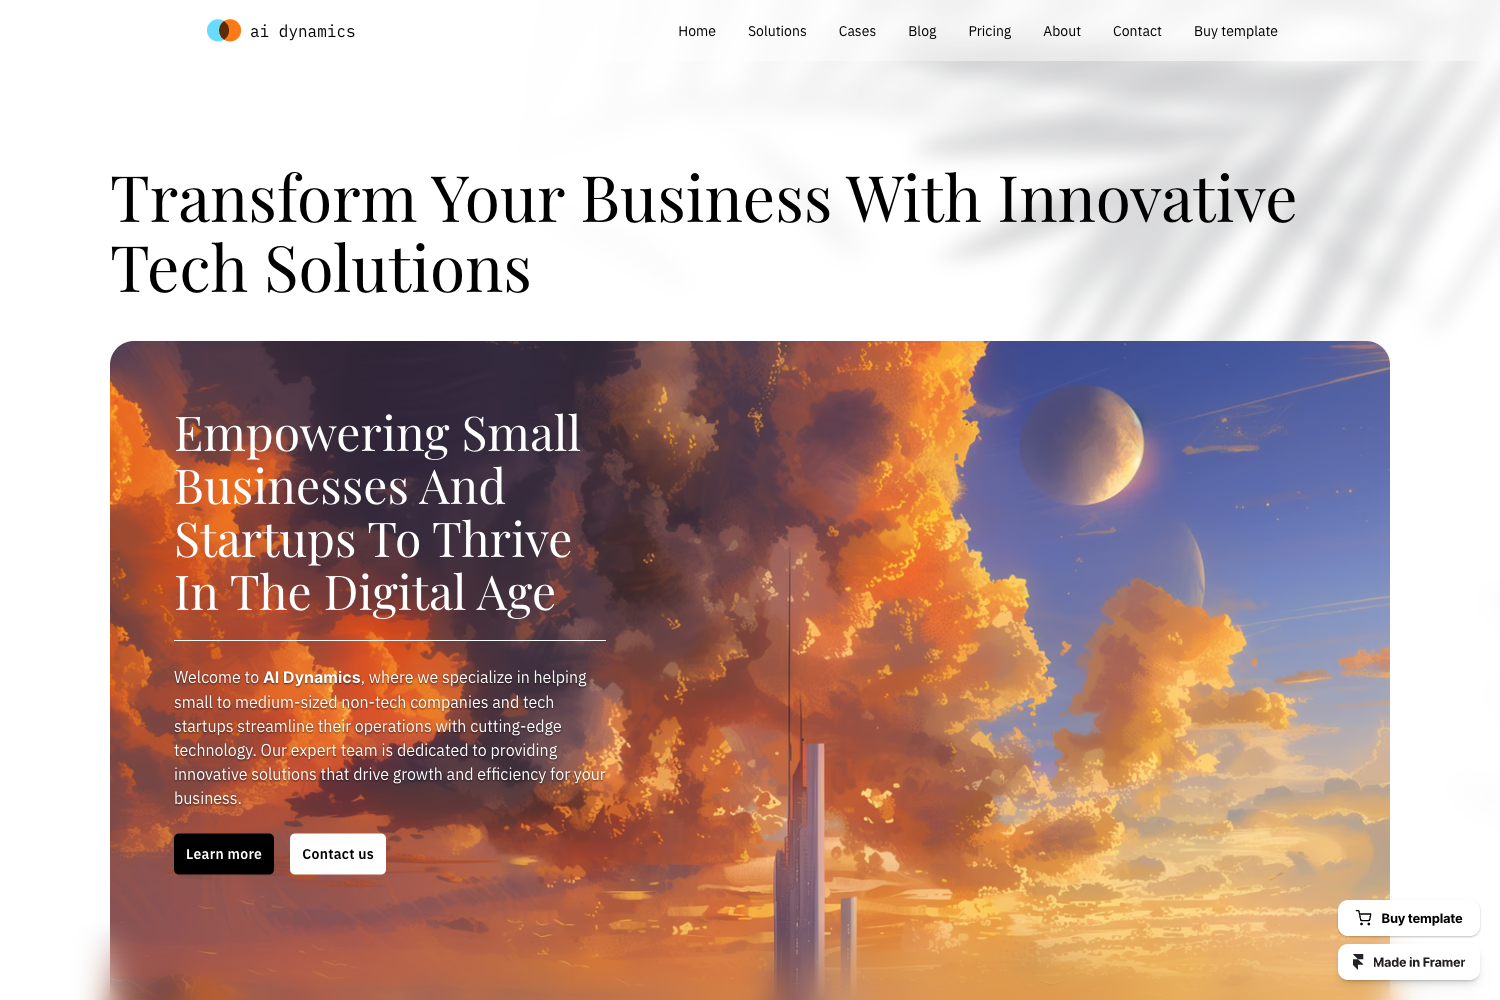 ai dynamics
Home Solutions Cases Blog Pricing About Contact Buy template
Transform Your Business With Innovative
Tech Solutions
Empowering Small
Businesses And
Startups To Thrive
In The Digital Age
Welcome to AI Dynamics, where we specialize in helping
small to medium-sized non-tech companies and tech
startups streamline their operations with cutting-edge
technology. Our expert team is dedicated to providing
innovative solutions that drive growth and efficiency for your
business.
Learn more Contact us
Buy template
Made in Framer